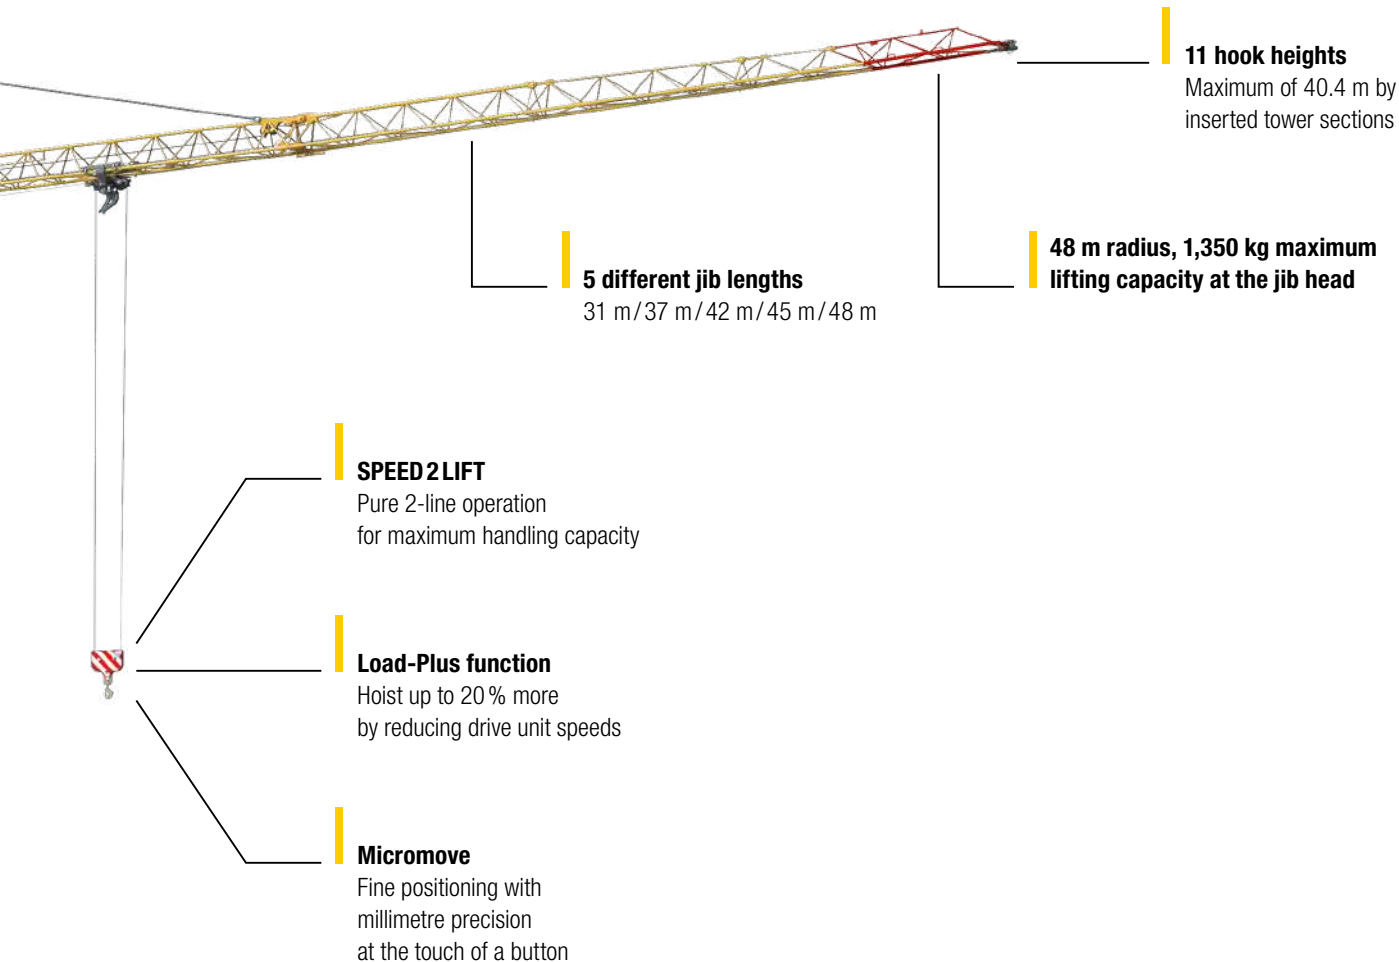 11 hook heights
Maximum of 40.4 m by
inserted tower sections
48 m radius, 1,350 kg maximum
lifting capacity at the jib head
5 different jib lengths
31 m/37 m/42 m/45 m/48 m
SPEED 2 LIFT
Pure 2-line operation
for maximum handling capacity
Load-Plus function
Hoist up to 20 % more
by reducing drive unit speeds
Micromove
Fine positioning with
millimetre precision
at the touch of a button